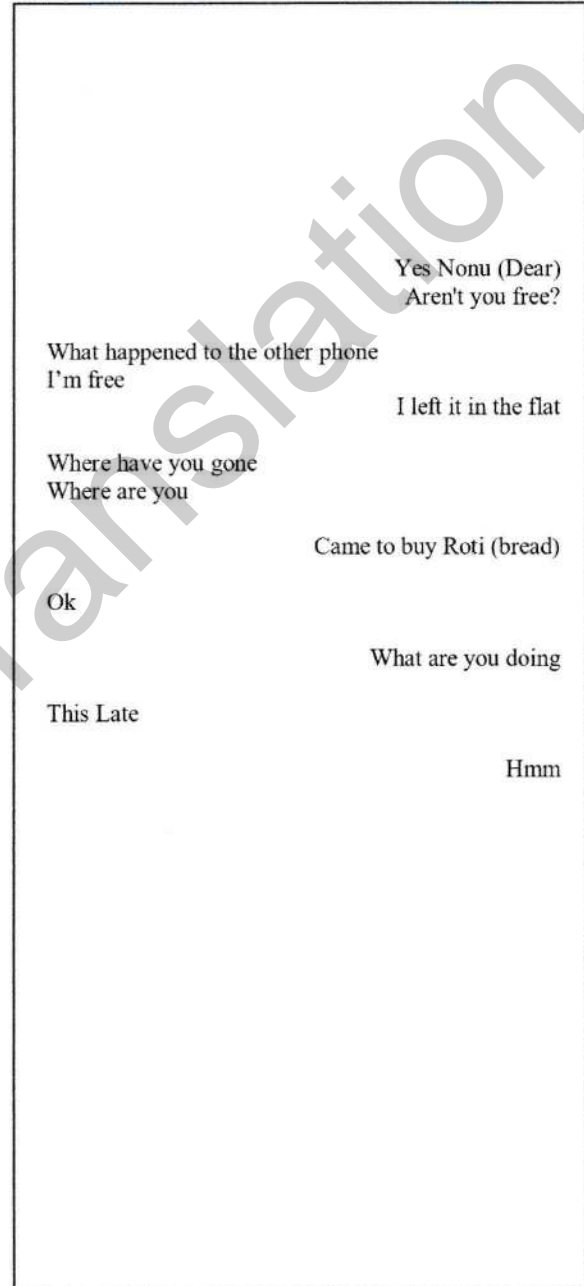 Yes Nonu (Dear)
Aren't you free?
What happened to the other phone
I'm free
I left it in the flat
Where have you gone
Where are you
Came to buy Roti (bread)
Ok
What are you doing
This Late
Hmm
anslation